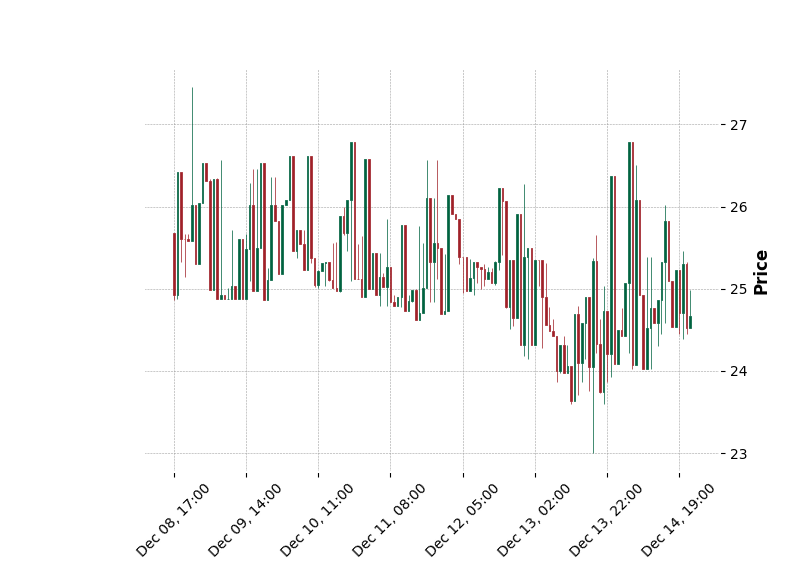 27
26
25
24
23
Price
Dec 08, 17:00
Dec 09, 14:00
Dec 10, 11:00
Dec 11, 08:00
Dec 12, 05:00
Dec 13, 02:00
Dec 13, 22:00
Dec 14, 19:00